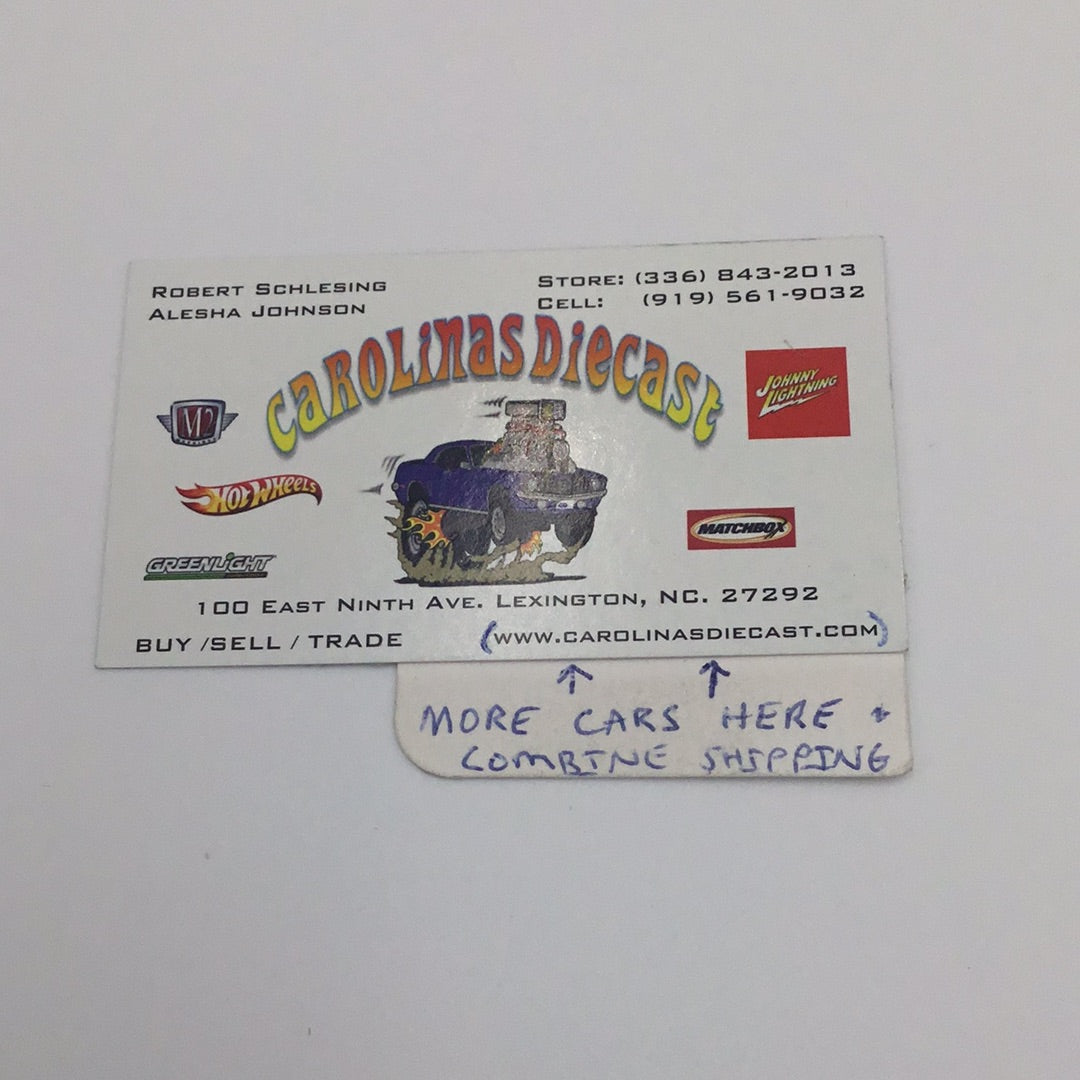 ROBERT SCHLESING
ALESHA JOHNSON
STORE: (336) 843-2013
CELL: (919) 561-9032
CAROLINAS DIECAST
M2
HOT WHEELS
GREENLIGHT
JOHNNY
LIGHTNING
MATCHBOX
100 EAST NINTH AVE. LEXINGTON, NC. 27292
BUY /SELL / TRADE
(WWW.CAROLINASDIECAST.COM)
↑ ↑
MORE CARS HERE +
COMBINE SHIPPING